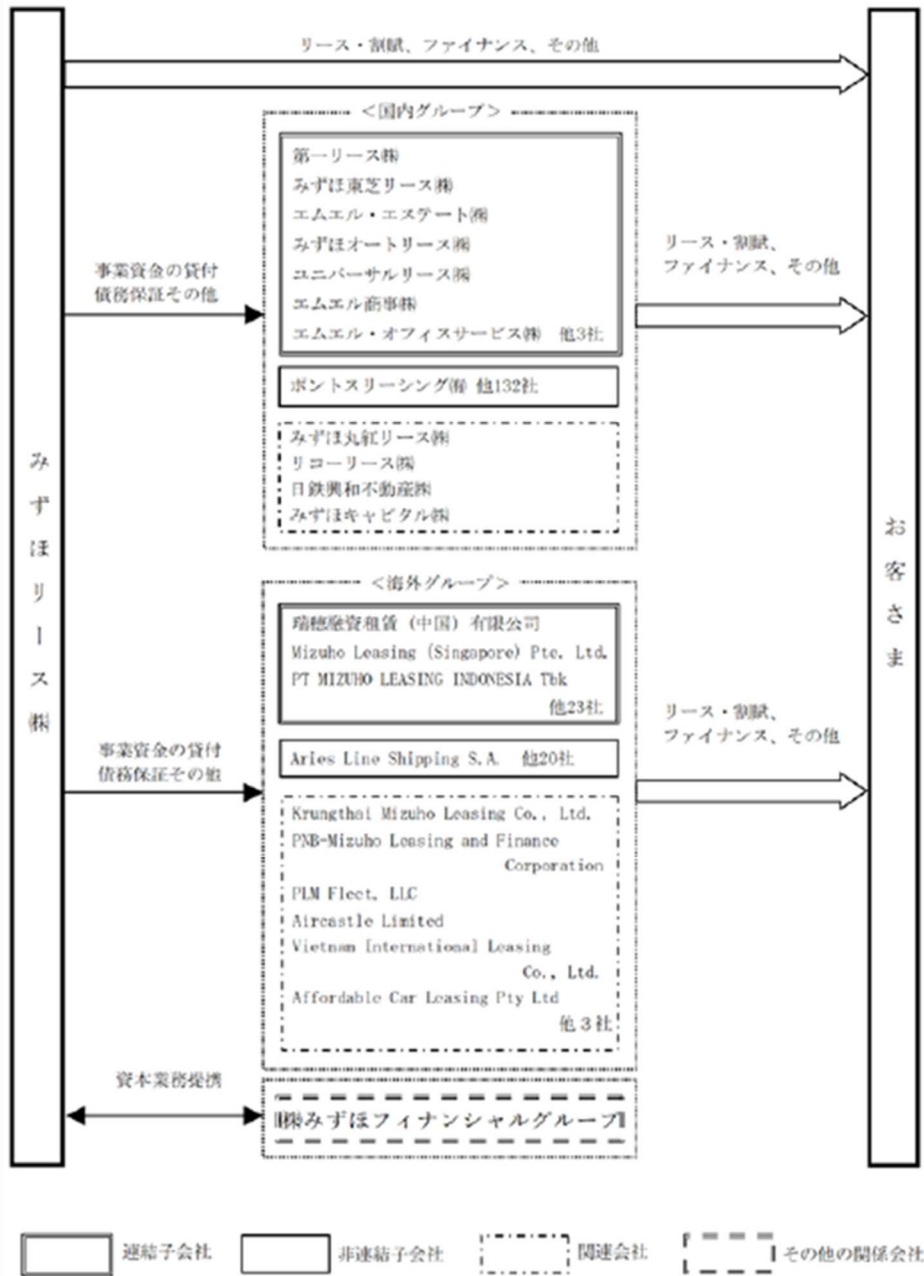 リース・割賦、ファイナンス、その他
<国内グループ>
第一リース㈱
みずほ東芝リース㈱
エムエル・エステート㈱
みずほオートリース㈱
ユニバーサルリース㈱
エムエル商事㈱
エムエル・オフィスサービス㈱ 他3社
事業資金の貸付
債務保証その他
リース・割賦、
ファイナンス、その他
ポントスリーシング㈲ 他132社
みずほ丸紅リース㈱
リコーリース㈱
日鉄興和不動産㈱
みずほキャピタル㈱
みずほリース㈱
お客さま
<海外グループ>
瑞穂融資租賃（中国）有限公司
Mizuho Leasing (Singapore) Pte. Ltd.
PT MIZUHO LEASING INDONESIA Tbk
他23社
事業資金の貸付
債務保証その他
リース・割賦、
ファイナンス、その他
Aries Line Shipping S.A. 他20社
Krungthai Mizuho Leasing Co., Ltd.
PNB-Mizuho Leasing and Finance
Corporation
PLM Fleet, LLC
Aircastle Limited
Vietnam International Leasing
Co., Ltd.
Affordable Car Leasing Pty Ltd
他３社
資本業務提携
㈱みずほフィナンシャルグループ
連結子会社
非連結子会社
関連会社
その他の関係会社